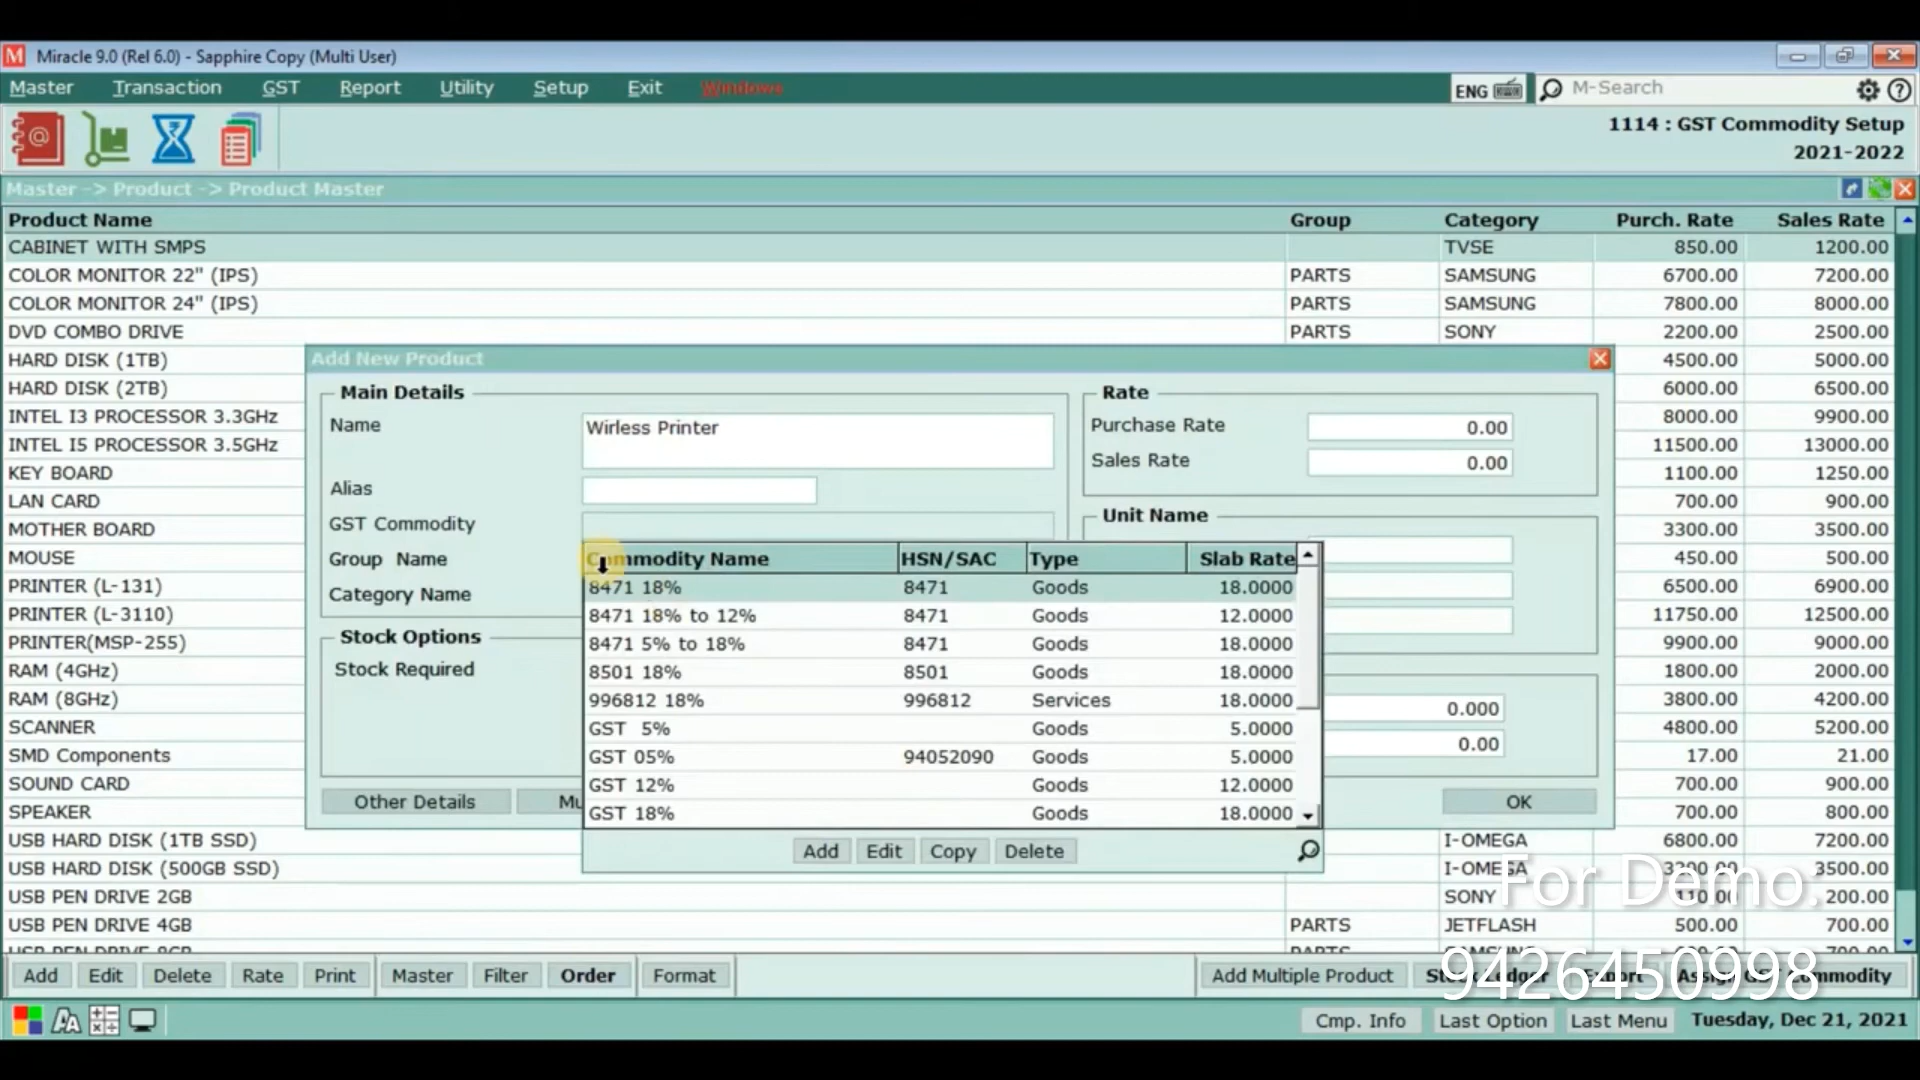 Miracle 9.0 (Rel 6.0) - Sapphire Copy (Multi User)
Master Transaction GST Report Utility Setup Exit Windows ENG M-Search
1114 : GST Commodity Setup
2021-2022
Master -> Product -> Product Master
Product Name Group Category Purch. Rate Sales Rate
CABINET WITH SMPS TVSE 850.00 1200.00
COLOR MONITOR 22" (IPS) PARTS SAMSUNG 6700.00 7200.00
COLOR MONITOR 24" (IPS) PARTS SAMSUNG 7800.00 8000.00
DVD COMBO DRIVE PARTS SONY 2200.00 2500.00
HARD DISK (1TB) 4500.00 5000.00
HARD DISK (2TB) 6000.00 6500.00
INTEL I3 PROCESSOR 3.3GHz 8000.00 9900.00
INTEL I5 PROCESSOR 3.5GHz 11500.00 13000.00
KEY BOARD 1100.00 1250.00
LAN CARD 700.00 900.00
MOTHER BOARD 3300.00 3500.00
MOUSE 450.00 500.00
PRINTER (L-131) 6500.00 6900.00
PRINTER (L-3110) 11750.00 12500.00
PRINTER(MSP-255) 9900.00 9000.00
RAM (4GHz) 1800.00 2000.00
RAM (8GHz) 3800.00 4200.00
SCANNER 4800.00 5200.00
SMD Components 17.00 21.00
SOUND CARD 700.00 900.00
SPEAKER 700.00 800.00
USB HARD DISK (1TB SSD) I-OMEGA 6800.00 7200.00
USB HARD DISK (500GB SSD) I-OMEGA 3500.00
USB PEN DRIVE 2GB SONY 110.00 200.00
USB PEN DRIVE 4GB PARTS JETFLASH 500.00 700.00
USB PEN DRIVE 8GB PARTS SAMSUNG 700.00
Add New Product
Main Details
Name Wirless Printer
Alias
GST Commodity
Group Name
Category Name
Stock Options
Stock Required
Other Details
Rate
Purchase Rate 0.00
Sales Rate 0.00
Unit Name
0.000
0.00
OK
Commodity Name HSN/SAC Type Slab Rate
8471 18% 8471 Goods 18.0000
8471 18% to 12% 8471 Goods 12.0000
8471 5% to 18% 8471 Goods 18.0000
8501 18% 8501 Goods 18.0000
996812 18% 996812 Services 18.0000
GST 5% Goods 5.0000
GST 05% 94052090 Goods 5.0000
GST 12% Goods 12.0000
GST 18% Goods 18.0000
Add Edit Copy Delete
For Demo:
9426450998
Add Edit Delete Rate Print Master Filter Order Format Add Multiple Product Stock Ledger Export Assign GST Commodity
Cmp. Info Last Option Last Menu Tuesday, Dec 21, 2021